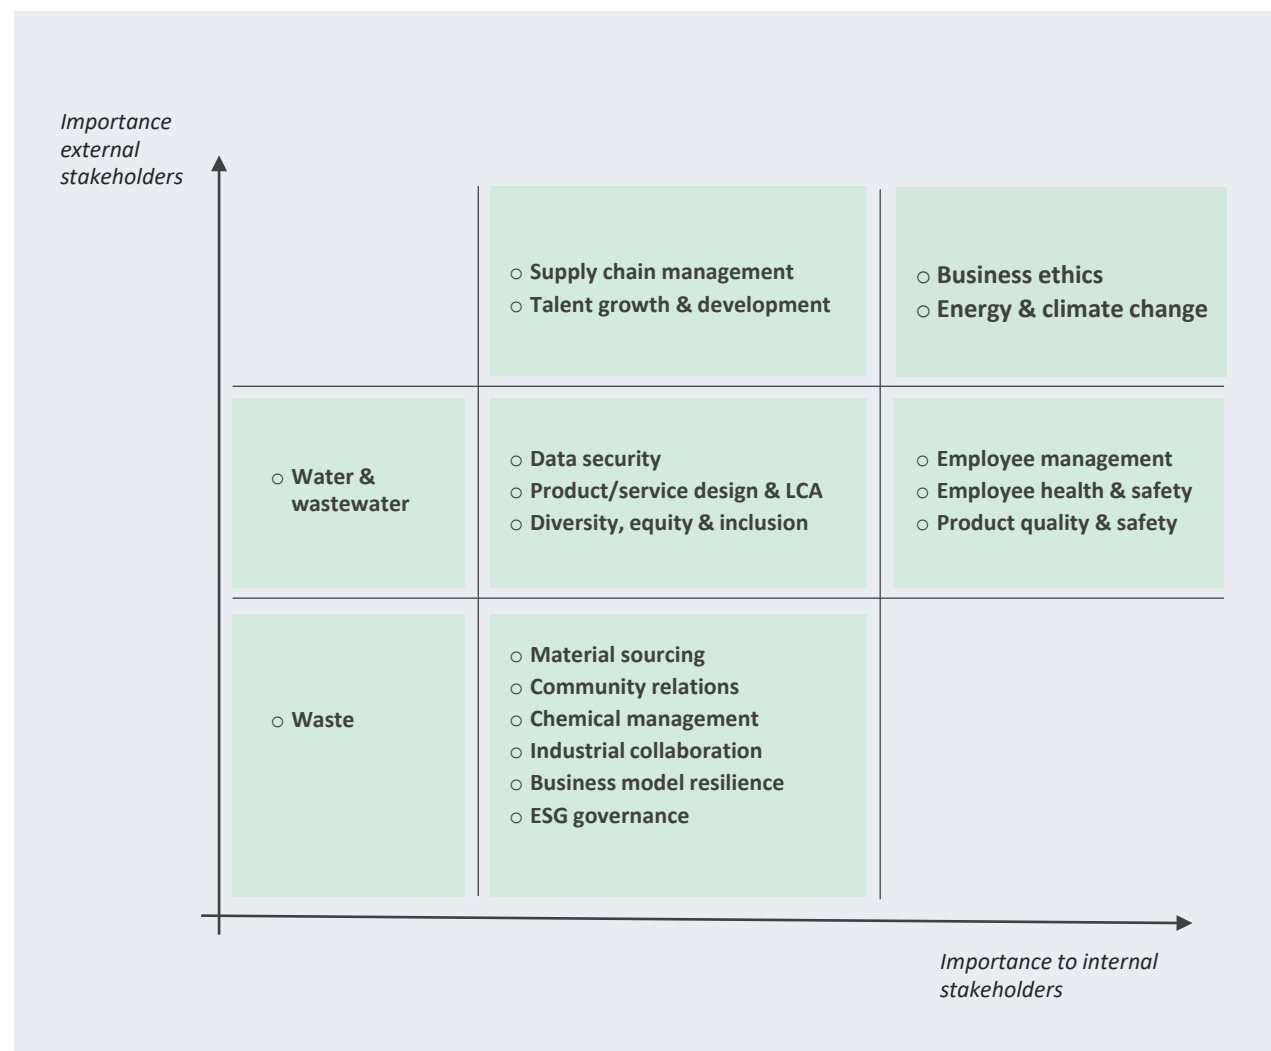 Importance
external
stakeholders
○ Supply chain management
○ Talent growth & development
○ Business ethics
○ Energy & climate change
○ Water &
wastewater
○ Data security
○ Product/service design & LCA
○ Diversity, equity & inclusion
○ Employee management
○ Employee health & safety
○ Product quality & safety
○ Waste
○ Material sourcing
○ Community relations
○ Chemical management
○ Industrial collaboration
○ Business model resilience
○ ESG governance
Importance to internal
stakeholders